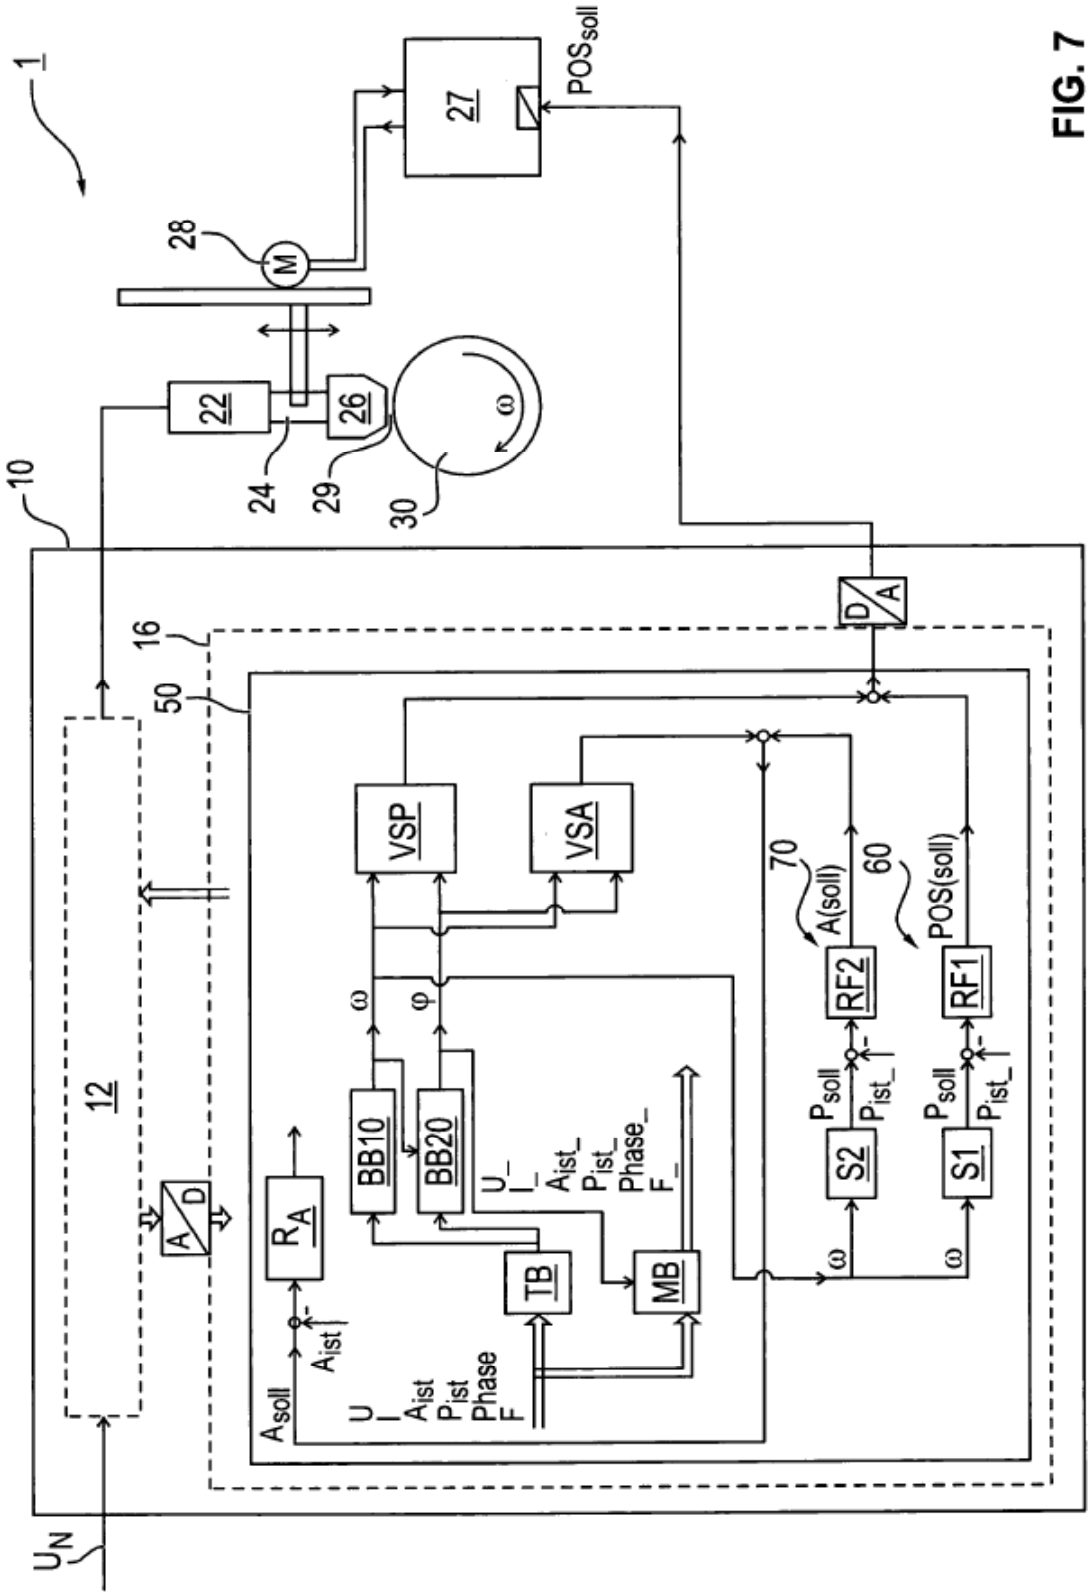 1
28
M
27
POSsoll
22
24
26
29
30
ω
10
UN
12
A
D
16
50
D
A
Asoll
Aist
-
RA
BB10
BB20
ω
φ
VSP
VSA
U
I
Aist
Pist
Phase
F
TB
MB
U_
I_
Aist_
Pist_
Phase_
F_
ω
S2
Psoll
Pist_
-
RF2
A(soll)
70
ω
S1
Psoll
Pist_
-
RF1
POS(soll)
60
FIG. 7